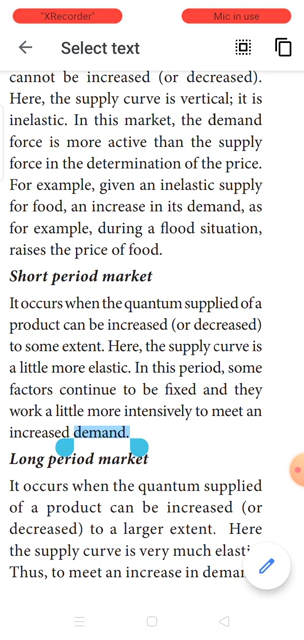 "XRecorder"
Mic in use
Select text
cannot be increased (or decreased).
Here, the supply curve is vertical; it is
inelastic. In this market, the demand
force is more active than the supply
force in the determination of the price.
For example, given an inelastic supply
for food, an increase in its demand, as
for example, during a flood situation,
raises the price of food.
Short period market
It occurs when the quantum supplied of a
product can be increased (or decreased)
to some extent. Here, the supply curve is
a little more elastic. In this period, some
factors continue to be fixed and they
work a little more intensively to meet an
increased demand.
Long period market
It occurs when the quantum supplied
of a product can be increased (or
decreased) to a larger extent. Here
the supply curve is very much elasti
Thus, to meet an increase in deman